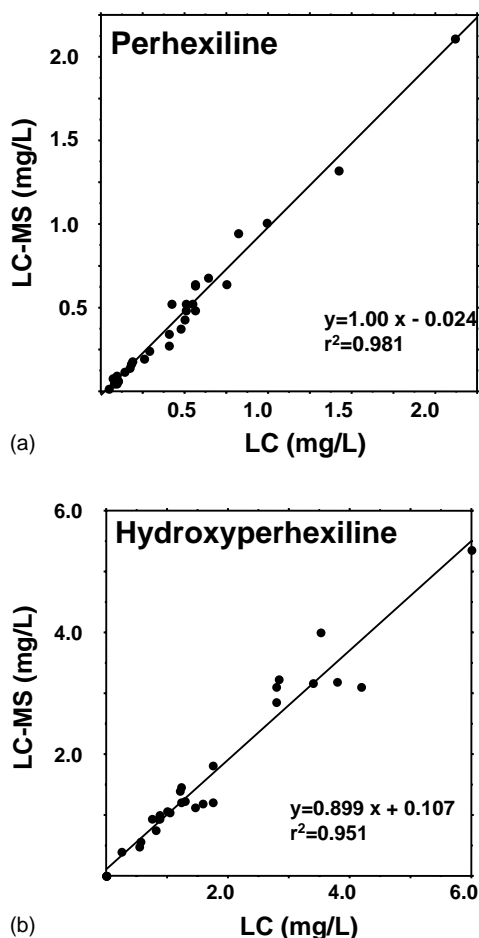 Perhexiline
LC-MS (mg/L)
2.0
1.5
1.0
0.5
y=1.00 x - 0.024
r²=0.981
0.5 1.0 1.5 2.0
LC (mg/L)
(a)
Hydroxyperhexiline
LC-MS (mg/L)
6.0
4.0
2.0
y=0.899 x + 0.107
r²=0.951
2.0 4.0 6.0
LC (mg/L)
(b)